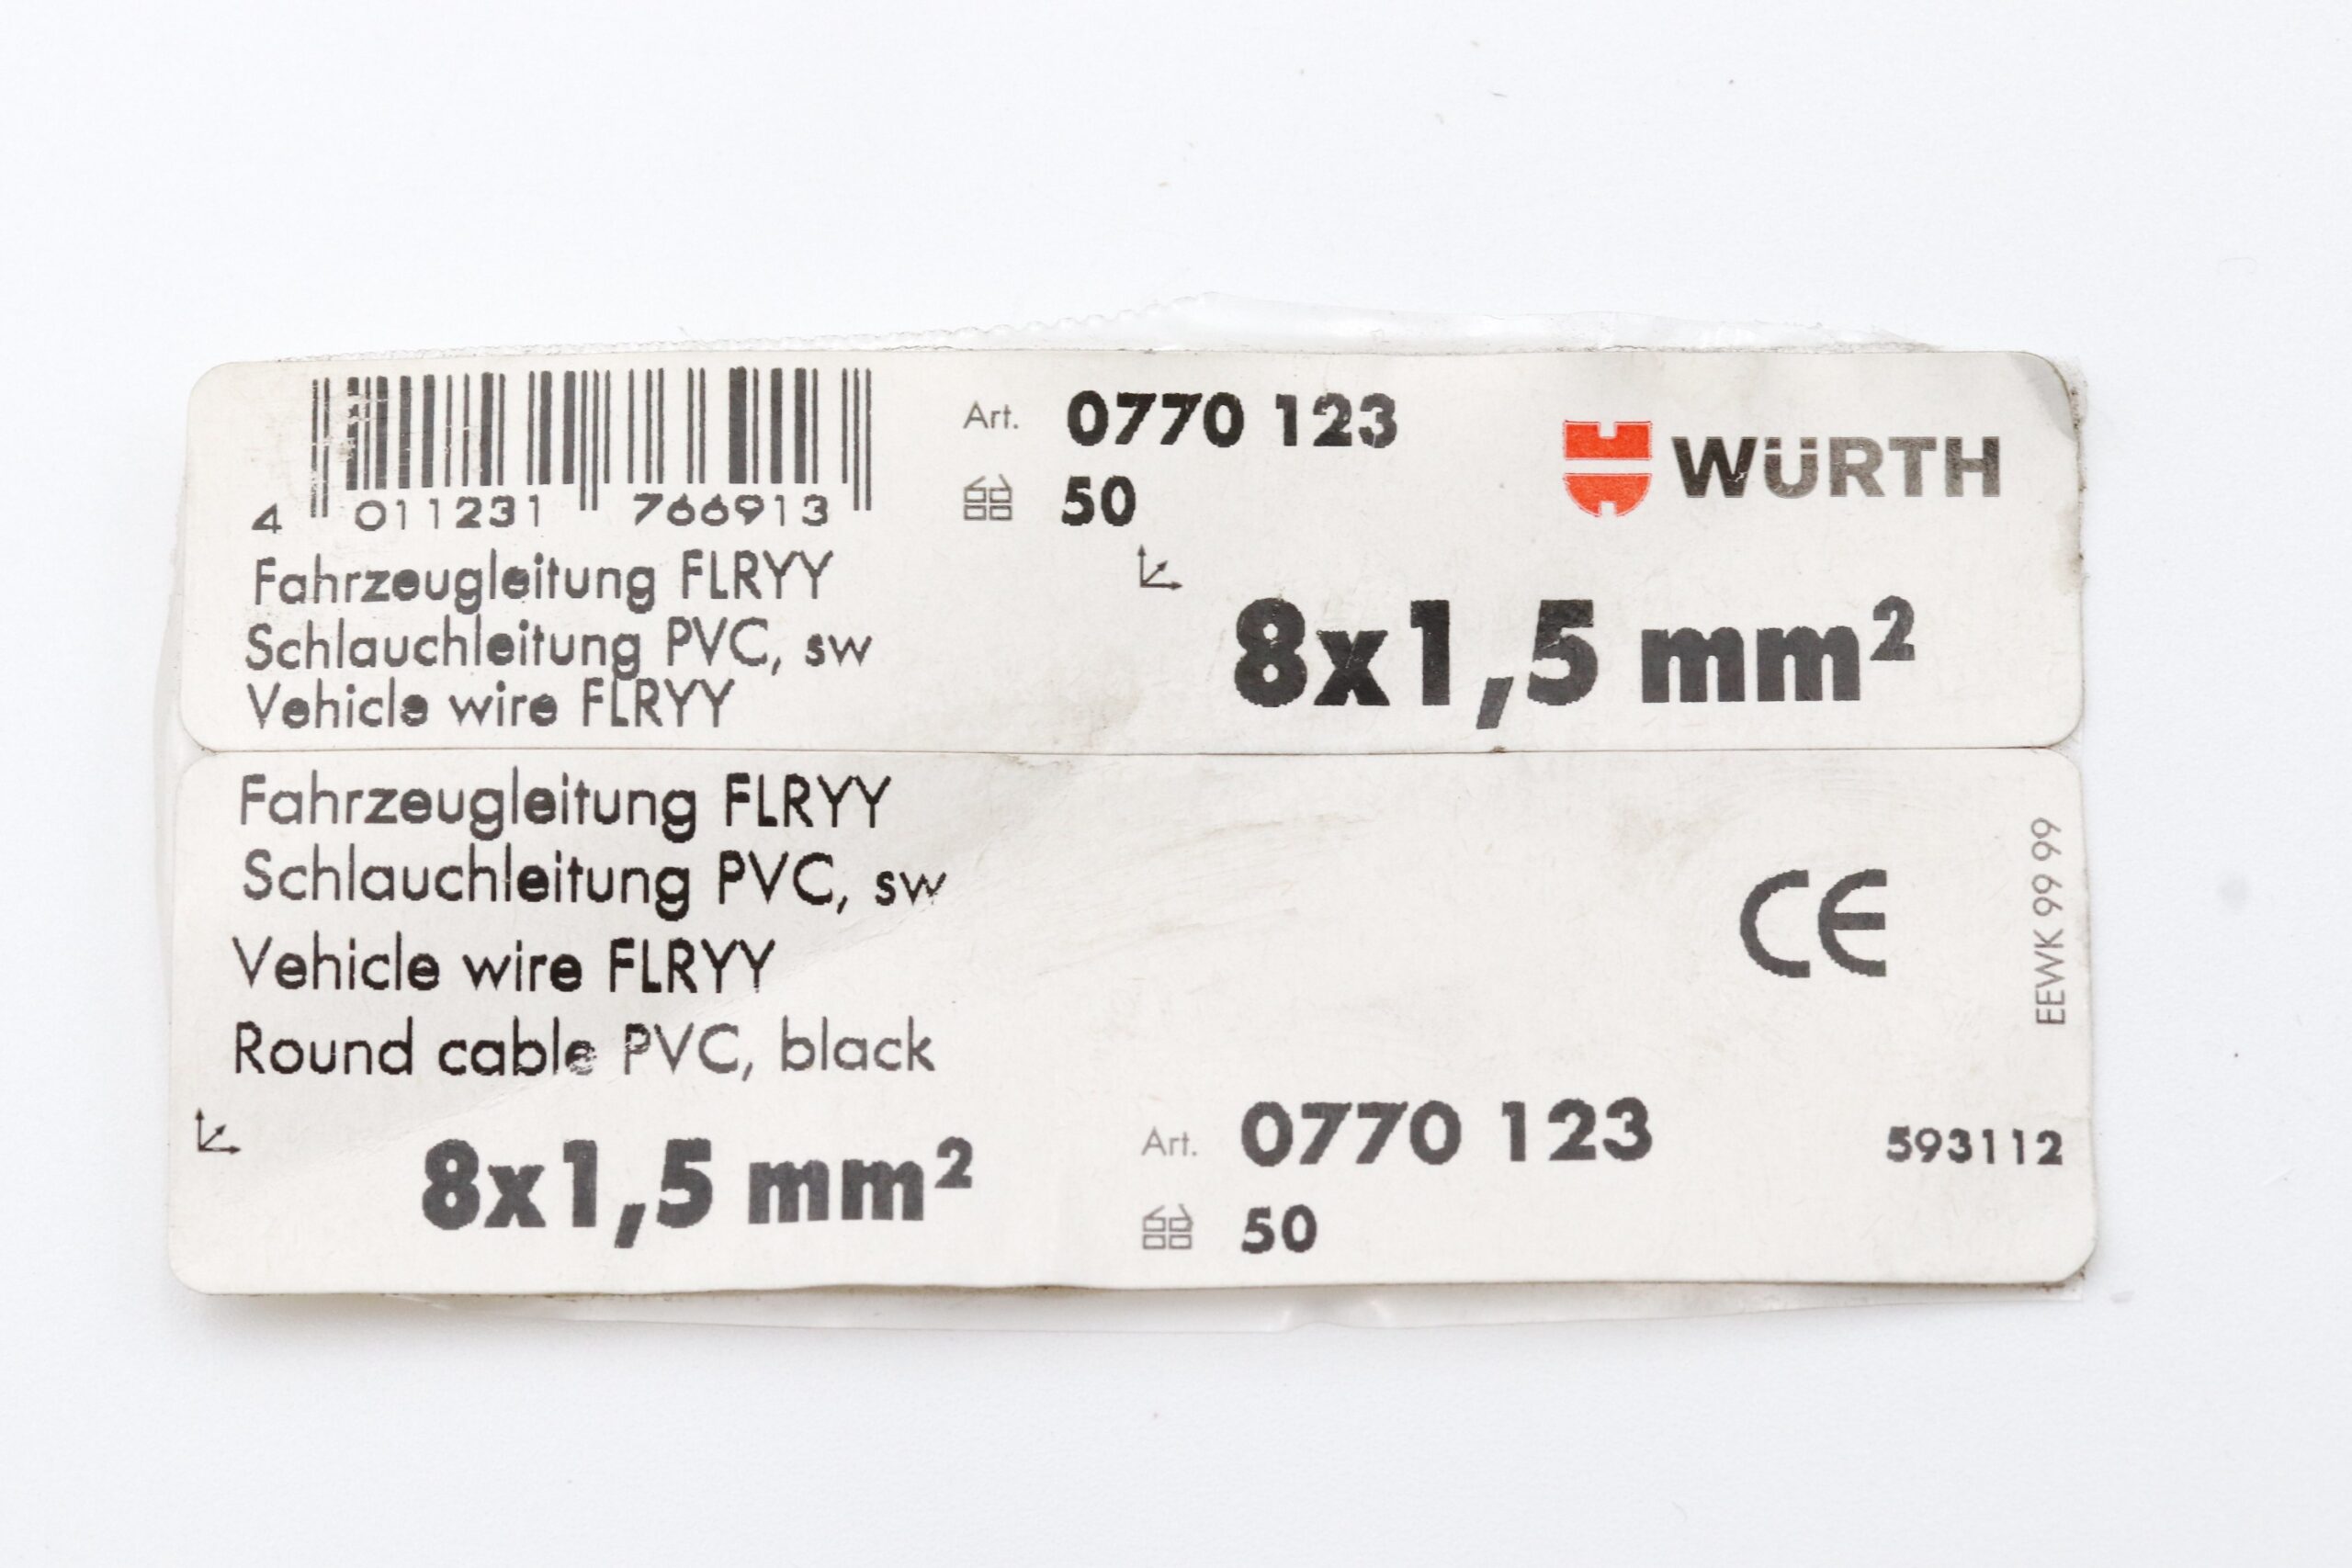 Art. 0770 123
50
WÜRTH
4 011231 766913
Fahrzeugleitung FLRYY
Schlauchleitung PVC, sw
Vehicle wire FLRYY
8x1,5 mm²
Fahrzeugleitung FLRYY
Schlauchleitung PVC, sw
Vehicle wire FLRYY
Round cable PVC, black
8x1,5 mm²
CE
EEWK 99 99
Art. 0770 123
50
593112